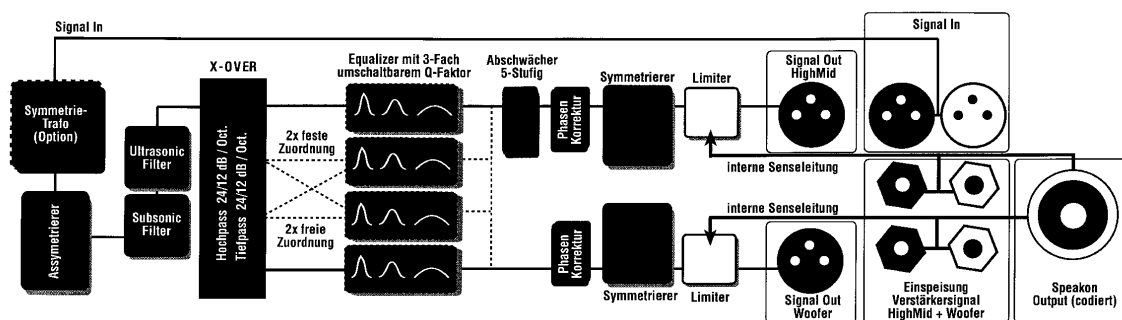 Signal In
Signal In
X-OVER
Equalizer mit 3-Fach
umschaltbarem Q-Faktor
Abschwächer
5-Stufig
Signal Out
HighMid
Symmetrierer
Limiter
Symmetrie-
Trafo
(Option)
Ultrasonic
Filter
Subsonic
Filter
Assymetrierer
Hochpass 24/12 dB / Oct.
Tiefpass 24/12 dB / Oct.
2x feste
Zuordnung
2x freie
Zuordnung
Phasen
Korrektur
interne Senseleitung
interne Senseleitung
Phasen
Korrektur
Symmetrierer
Limiter
Signal Out
Woofer
Einspeisung
Verstärkersignal
HighMid + Woofer
Speakon
Output (codiert)